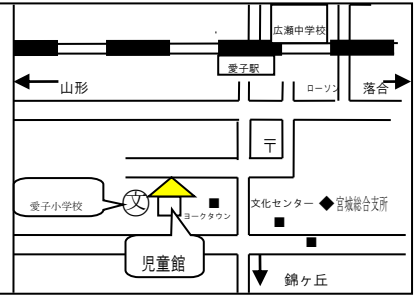 広瀬中学校
愛子駅
山形
ローソン
落合
〒
愛子小学校
文
ヨークタウン
文化センター
宮城総合支所
児童館
錦ヶ丘